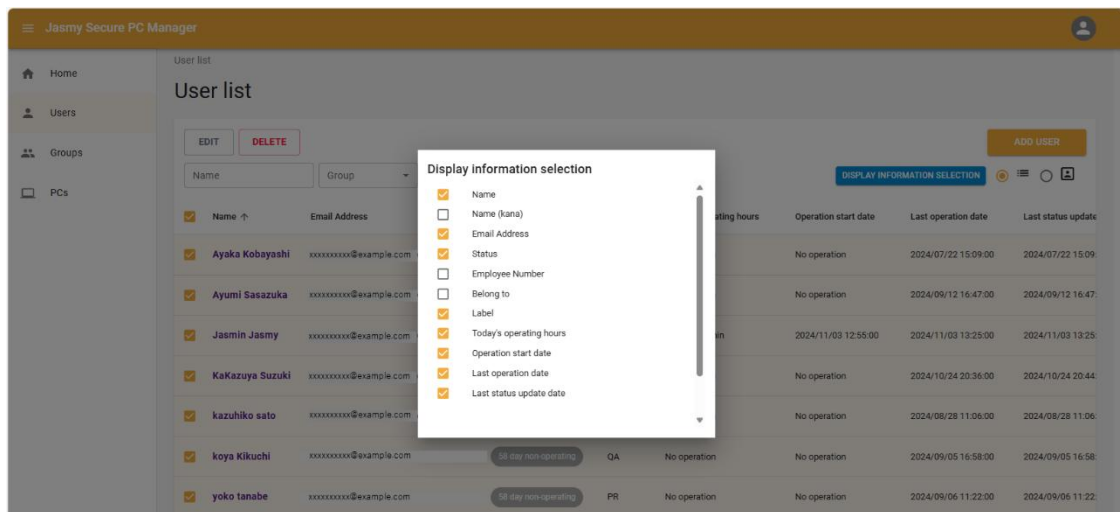 Jasmy Secure PC Manager
Home
Users
Groups
PCs
User list
User list
EDIT DELETE ADD USER
Name Group DISPLAY INFORMATION SELECTION
Display information selection
Name
Name (kana)
Email Address
Status
Employee Number
Belong to
Label
Today's operating hours
Operation start date
Last operation date
Last status update date
Name Email Address ating hours Operation start date Last operation date Last status update
Ayaka Kobayashi xxxxxxxxxx@example.com No operation 2024/07/22 15:09:00 2024/07/22 15:09:
Ayumi Sasazuka xxxxxxxxxx@example.com No operation 2024/09/12 16:47:00 2024/09/12 16:47:
Jasmin Jasmy xxxxxxxxxx@example.com 2024/11/03 12:55:00 2024/11/03 13:25:00 2024/11/03 13:25:
KaKazuya Suzuki xxxxxxxxxx@example.com No operation 2024/10/24 20:36:00 2024/10/24 20:44:
kazuhiko sato xxxxxxxxxx@example.com No operation 2024/08/28 11:06:00 2024/08/28 11:06:
koya Kikuchi xxxxxxxxxx@example.com 58 day non-operating QA No operation No operation 2024/09/05 16:58:00 2024/09/05 16:58:
yoko tanabe xxxxxxxxxx@example.com 58 day non-operating PR No operation No operation 2024/09/06 11:22:00 2024/09/06 11:22: